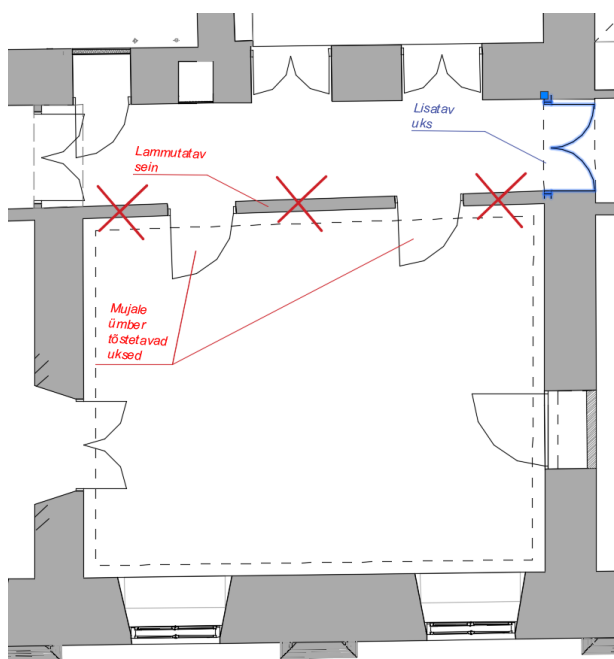 Lisatav
uks
Lammutatav
sein
Mujale
ümber
tõstetavad
uksed